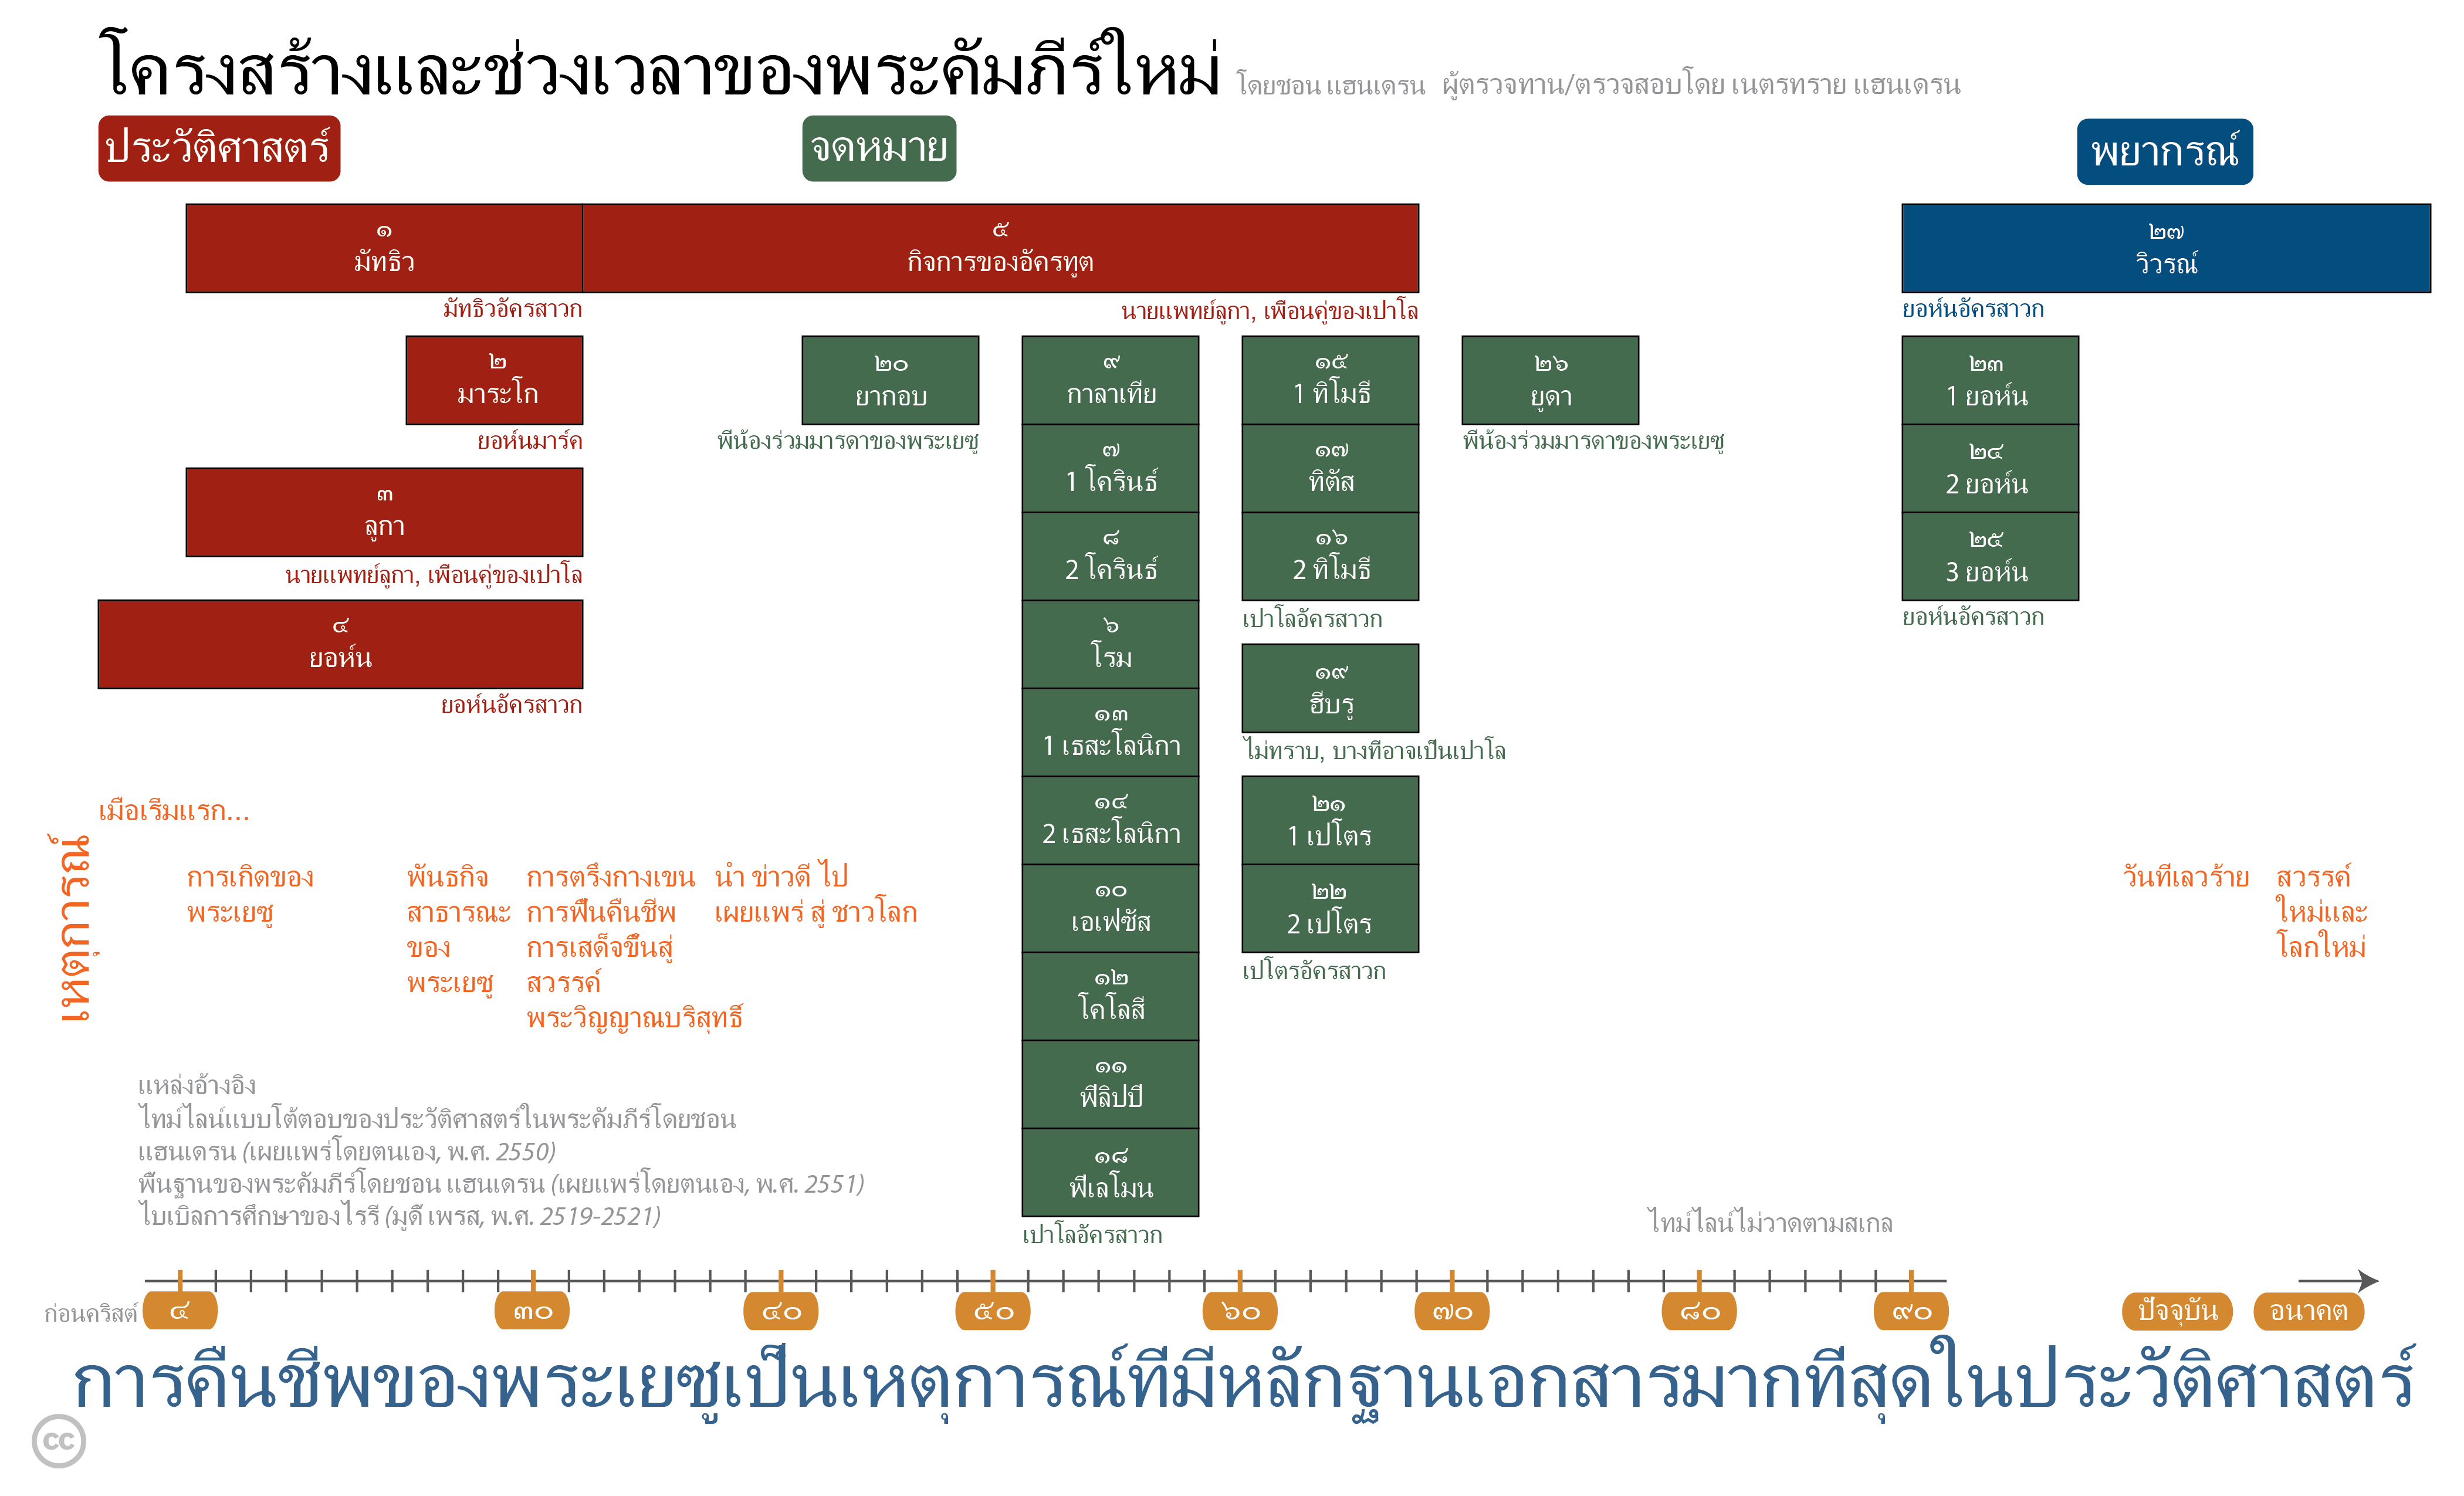 โครงสร้างและช่วงเวลาของพระคัมภีร์ใหม่ โดยชอน แฮนเดรน ผู้ตรวจทาน/ตรวจสอบโดย เนตรทราย แฮนเดรน
ประวัติศาสตร์
จดหมาย
พยากรณ์
๑
มัทธิว
มัทธิวอัครสาวก
๕
กิจการของอัครทูต
นายแพทย์ลูกา, เพื่อนคู่ของเปาโล
๒๗
วิวรณ์
ยอห์นอัครสาวก
๒
มาระโก
ยอห์นมาร์ค
๓
ลูกา
นายแพทย์ลูกา, เพื่อนคู่ของเปาโล
๔
ยอห์น
ยอห์นอัครสาวก
๒๐
ยากอบ
พี่น้องร่วมมารดาของพระเยซู
๙
กาลาเทีย
๗
1 โครินธ์
๘
2 โครินธ์
๖
โรม
๑๓
1 เธสะโลนิกา
๑๔
2 เธสะโลนิกา
๑๐
เอเฟซัส
๑๒
โคโลสี
๑๑
ฟีลิปปี
๑๘
ฟีเลโมน
เปาโลอัครสาวก
๑๕
1 ทิโมธี
๑๗
ทิตัส
๑๖
2 ทิโมธี
เปาโลอัครสาวก
๑๙
ฮีบรู
ไม่ทราบ, บางทีอาจเป็นเปาโล
๒๑
1 เปโตร
๒๒
2 เปโตร
เปโตรอัครสาวก
๒๖
ยูดา
พี่น้องร่วมมารดาของพระเยซู
๒๓
1 ยอห์น
๒๔
2 ยอห์น
๒๕
3 ยอห์น
ยอห์นอัครสาวก
เหตุการณ์
เมื่อเริ่มแรก...
การเกิดของ
พระเยซู
พันธกิจ
สาธารณะ
ของ
พระเยซู
การตรึงกางเขน
การฟื้นคืนชีพ
การเสด็จขึ้นสู่
สวรรค์
พระวิญญาณบริสุทธิ์
นำ ข่าวดี ไป
เผยแพร่ สู่ ชาวโลก
วันที่เลวร้าย
สวรรค์
ใหม่และ
โลกใหม่
แหล่งอ้างอิง
ไทม์ไลน์แบบโต้ตอบของประวัติศาสตร์ในพระคัมภีร์โดยชอน
แฮนเดรน (เผยแพร่โดยตนเอง, พ.ศ. 2550)
พื้นฐานของพระคัมภีร์โดยชอน แฮนเดรน (เผยแพร่โดยตนเอง, พ.ศ. 2551)
ไบเบิลการศึกษาของไรรี่ (มูดี้ เพรส, พ.ศ. 2519-2521)
ไทม์ไลน์ไม่วาดตามสเกล
ก่อนคริสต์ ๔ ๓๐ ๔๐ ๕๐ ๖๐ ๗๐ ๘๐ ๙๐ ปัจจุบัน อนาคต
การคืนชีพของพระเยซูเป็นเหตุการณ์ที่มีหลักฐานเอกสารมากที่สุดในประวัติศาสตร์
cc